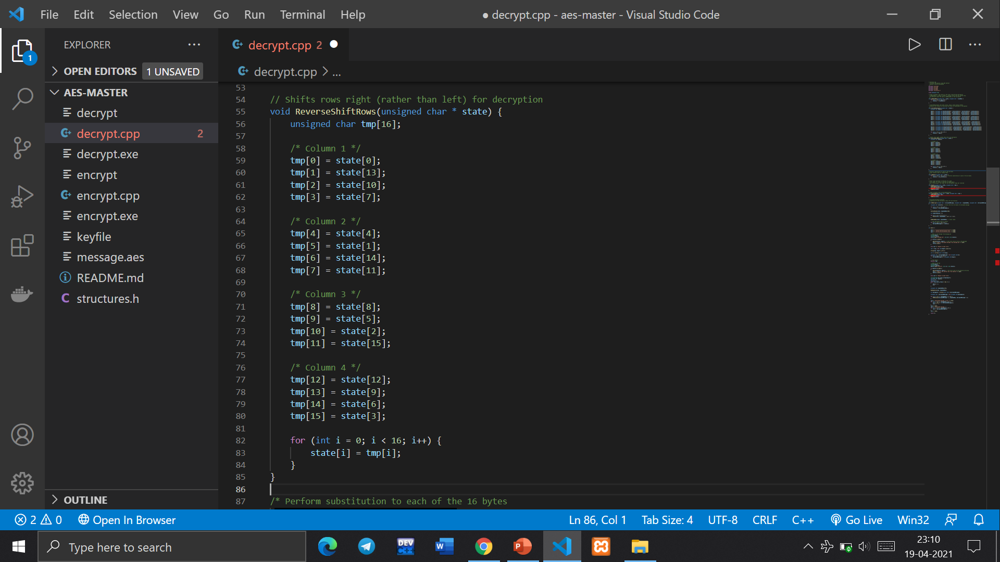 File Edit Selection View Go Run Terminal Help
● decrypt.cpp - aes-master - Visual Studio Code
EXPLORER
1
decrypt.cpp 2
OPEN EDITORS 1 UNSAVED
decrypt.cpp > ...
AES-MASTER
decrypt
decrypt.cpp 2
decrypt.exe
encrypt
encrypt.cpp
encrypt.exe
keyfile
message.aes
README.md
structures.h
OUTLINE
53
54 // Shifts rows right (rather than left) for decryption
55 void ReverseShiftRows(unsigned char * state) {
56 unsigned char tmp[16];
57
58 /* Column 1 */
59 tmp[0] = state[0];
60 tmp[1] = state[13];
61 tmp[2] = state[10];
62 tmp[3] = state[7];
63
64 /* Column 2 */
65 tmp[4] = state[4];
66 tmp[5] = state[1];
67 tmp[6] = state[14];
68 tmp[7] = state[11];
69
70 /* Column 3 */
71 tmp[8] = state[8];
72 tmp[9] = state[5];
73 tmp[10] = state[2];
74 tmp[11] = state[15];
75
76 /* Column 4 */
77 tmp[12] = state[12];
78 tmp[13] = state[9];
79 tmp[14] = state[6];
80 tmp[15] = state[3];
81
82 for (int i = 0; i < 16; i++) {
83 state[i] = tmp[i];
84 }
85 }
86
87 /* Perform substitution to each of the 16 bytes
2 0 Open In Browser Ln 86, Col 1 Tab Size: 4 UTF-8 CRLF C++ Go Live Win32
Type here to search
DEV C++
W
P
23:10
19-04-2021